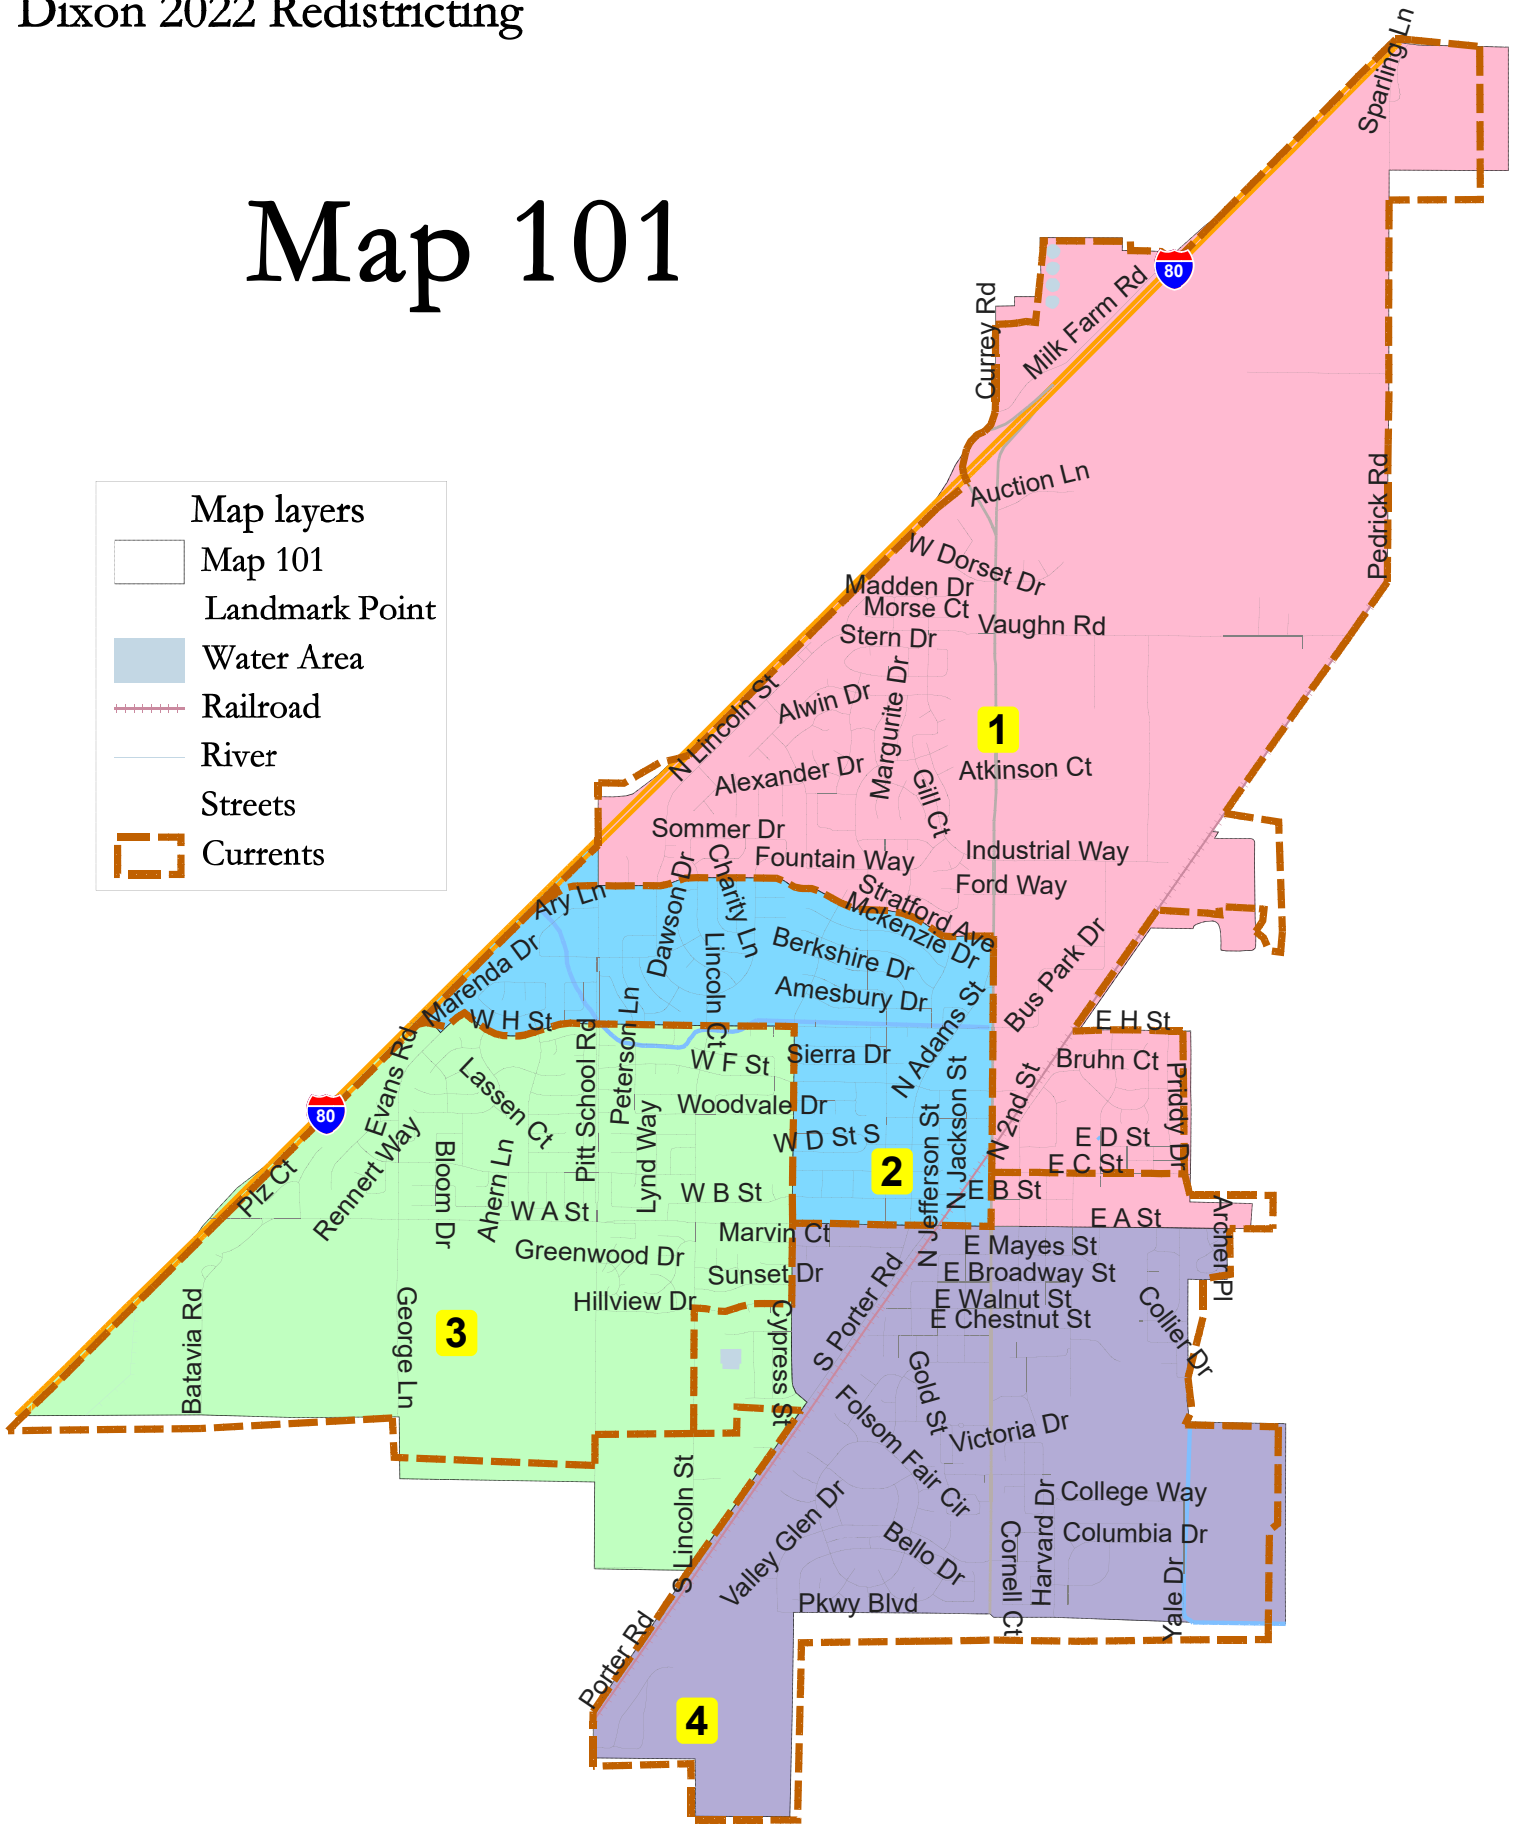 Dixon 2022 Redistricting
Map 101
Sparling Ln
80
Currey Rd
Milk Farm Rd
Auction Ln
Pedrick Rd
W Dorset Dr
Madden Dr
Morse Ct
Vaughn Rd
Stern Dr
N Lincoln St
Alwin Dr
Margurite Dr
1
Alexander Dr
Gill Ct
Atkinson Ct
Sommer Dr
Fountain Way
Industrial Way
Ford Way
Map layers
Map 101
Landmark Point
Water Area
Railroad
River
Streets
Currents
Ary Ln
Dawson Dr
Charity Ln
Stratford Ave
Mckenzie Dr
Marenda Dr
Lincoln Ct
Berkshire Dr
Amesbury Dr
Bus Park Dr
W H St
Peterson Ln
N Adams St
E H St
Evans Rd
Pitt School Rd
W F St
Sierra Dr
Bruhn Ct
Priddy Dr
80
Lassen Ct
Woodvale Dr
N Jackson St
N 2nd St
Rennert Way
Bloom Dr
Ahern Ln
Lynd Way
W D St S
N Jefferson St
E D St
E C St
2
Plz Ct
W B St
E B St
W A St
E A St
Archer Pl
Marvin Ct
Greenwood Dr
E Mayes St
Sunset Dr
E Broadway St
Batavia Rd
George Ln
Hillview Dr
Cypress St
S Porter Rd
E Walnut St
E Chestnut St
Collier Dr
3
Gold St
Folsom Fair Cir
Victoria Dr
S Lincoln St
Valley Glen Dr
College Way
Harvard Dr
Columbia Dr
Bello Dr
Cornell Ct
Yale Dr
Pkwy Blvd
Porter Rd
4